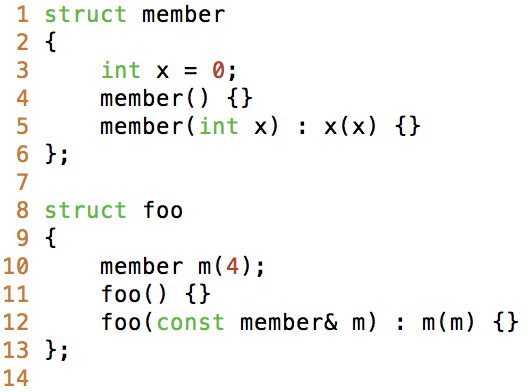 1 struct member
2 {
3     int x = 0;
4     member() {}
5     member(int x) : x(x) {}
6 };
7
8 struct foo
9 {
10     member m(4);
11     foo() {}
12     foo(const member& m) : m(m) {}
13 };
14